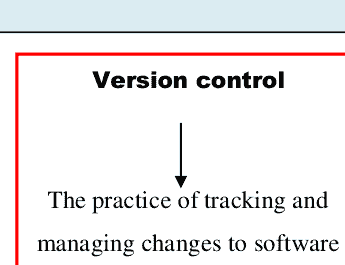 Version control
The practice of tracking and
managing changes to software